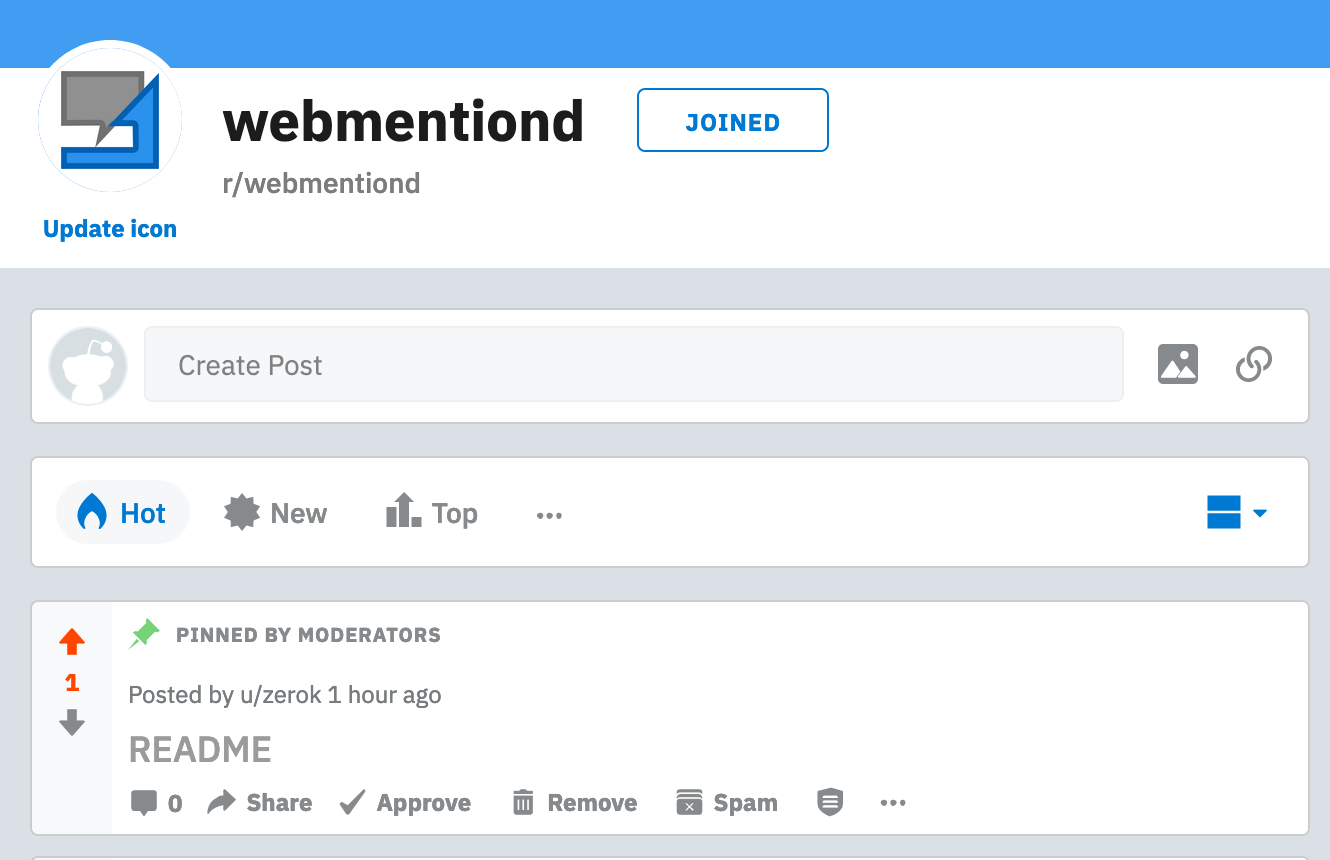 webmentiond
JOINED
r/webmentiond
Update icon
Create Post
Hot New Top
PINNED BY MODERATORS
1
Posted by u/zerok 1 hour ago
README
0 Share Approve Remove Spam